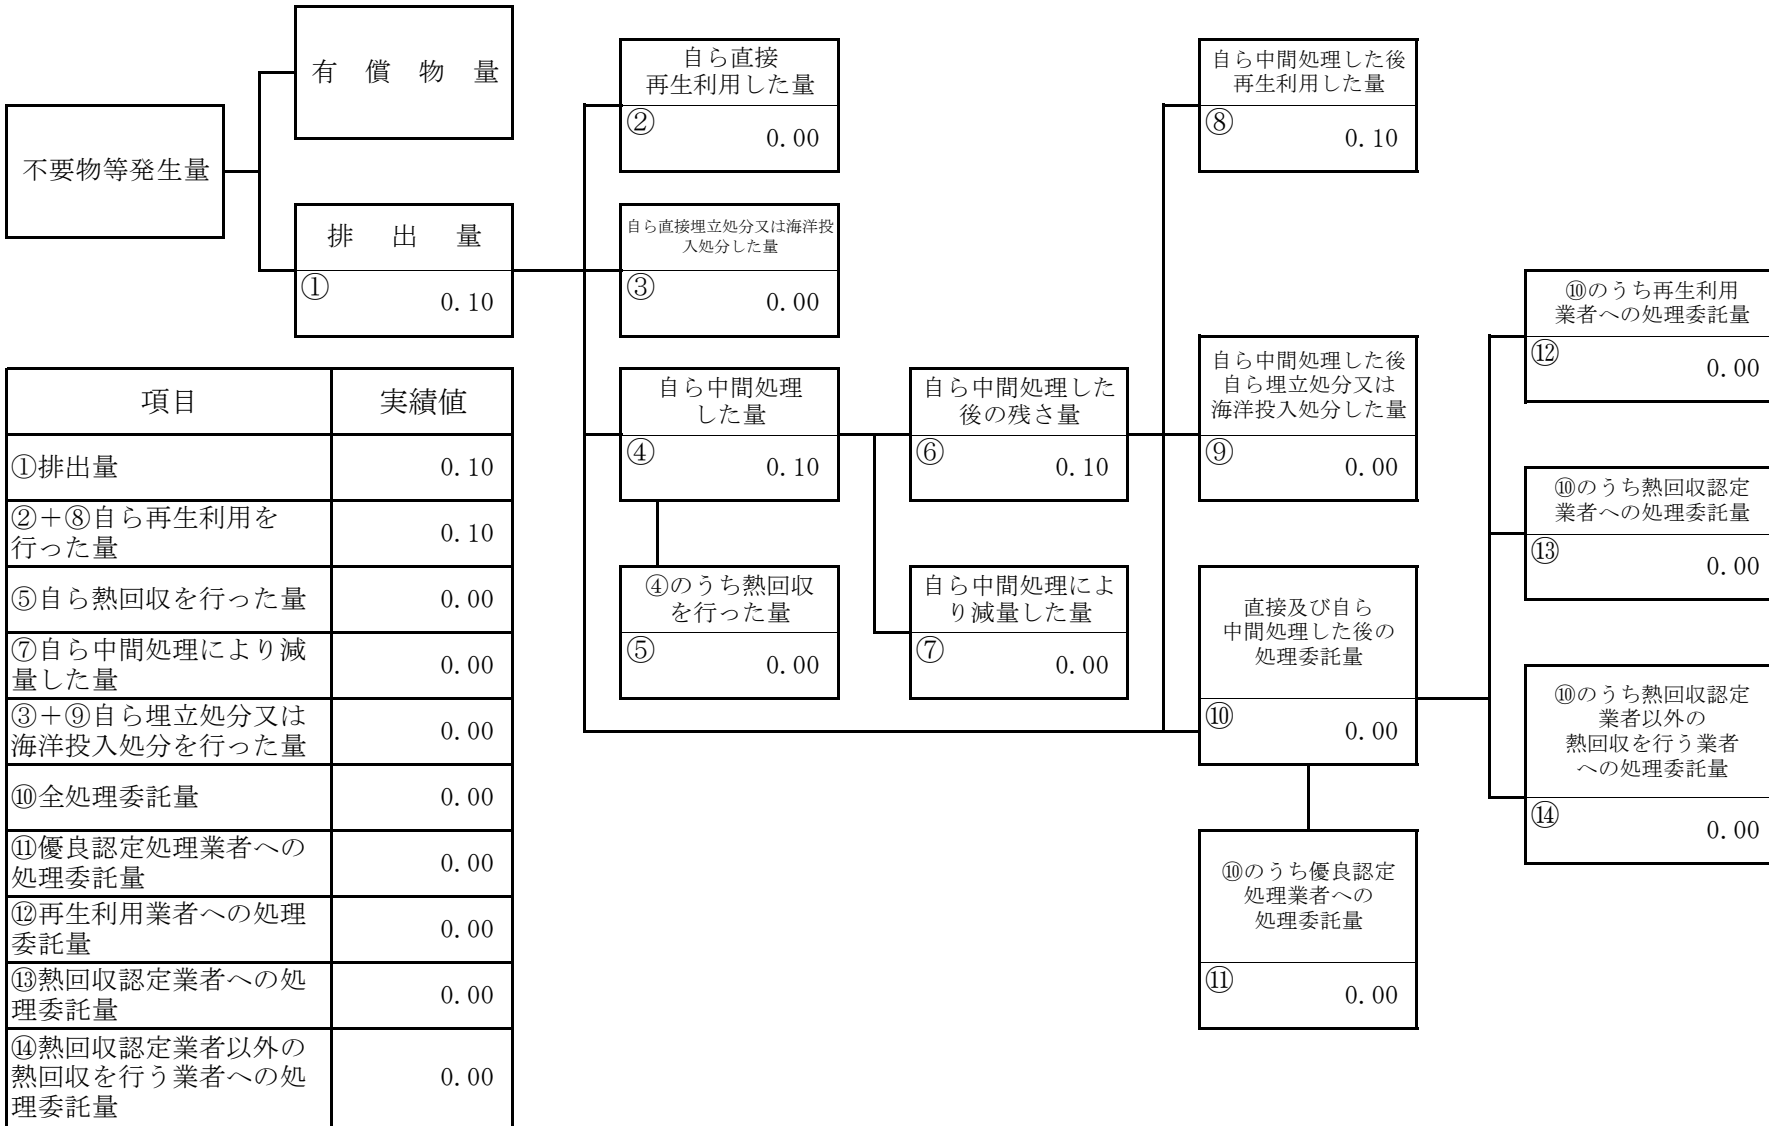 有 償 物 量
不要物等発生量
排 出 量
①
0.10
自ら直接
再生利用した量
②
0.00
自ら直接埋立処分又は海洋投
入処分した量
③
0.00
自ら中間処理
した量
④
0.10
④のうち熱回収
を行った量
⑤
0.00
自ら中間処理した
後の残さ量
⑥
0.10
自ら中間処理によ
り減量した量
⑦
0.00
自ら中間処理した後
再生利用した量
⑧
0.10
自ら中間処理した後
自ら埋立処分又は
海洋投入処分した量
⑨
0.00
直接及び自ら
中間処理した後の
処理委託量
⑩
0.00
⑩のうち優良認定
処理業者への
処理委託量
⑪
0.00
⑩のうち再生利用
業者への処理委託量
⑫
0.00
⑩のうち熱回収認定
業者への処理委託量
⑬
0.00
⑩のうち熱回収認定
業者以外の
熱回収を行う業者
への処理委託量
⑭
0.00
項目 実績値
①排出量 0.10
②＋⑧自ら再生利用を
行った量 0.10
⑤自ら熱回収を行った量 0.00
⑦自ら中間処理により減
量した量 0.00
③＋⑨自ら埋立処分又は
海洋投入処分を行った量 0.00
⑩全処理委託量 0.00
⑪優良認定処理業者への
処理委託量 0.00
⑫再生利用業者への処理
委託量 0.00
⑬熱回収認定業者への処
理委託量 0.00
⑭熱回収認定業者以外の
熱回収を行う業者への処
理委託量 0.00